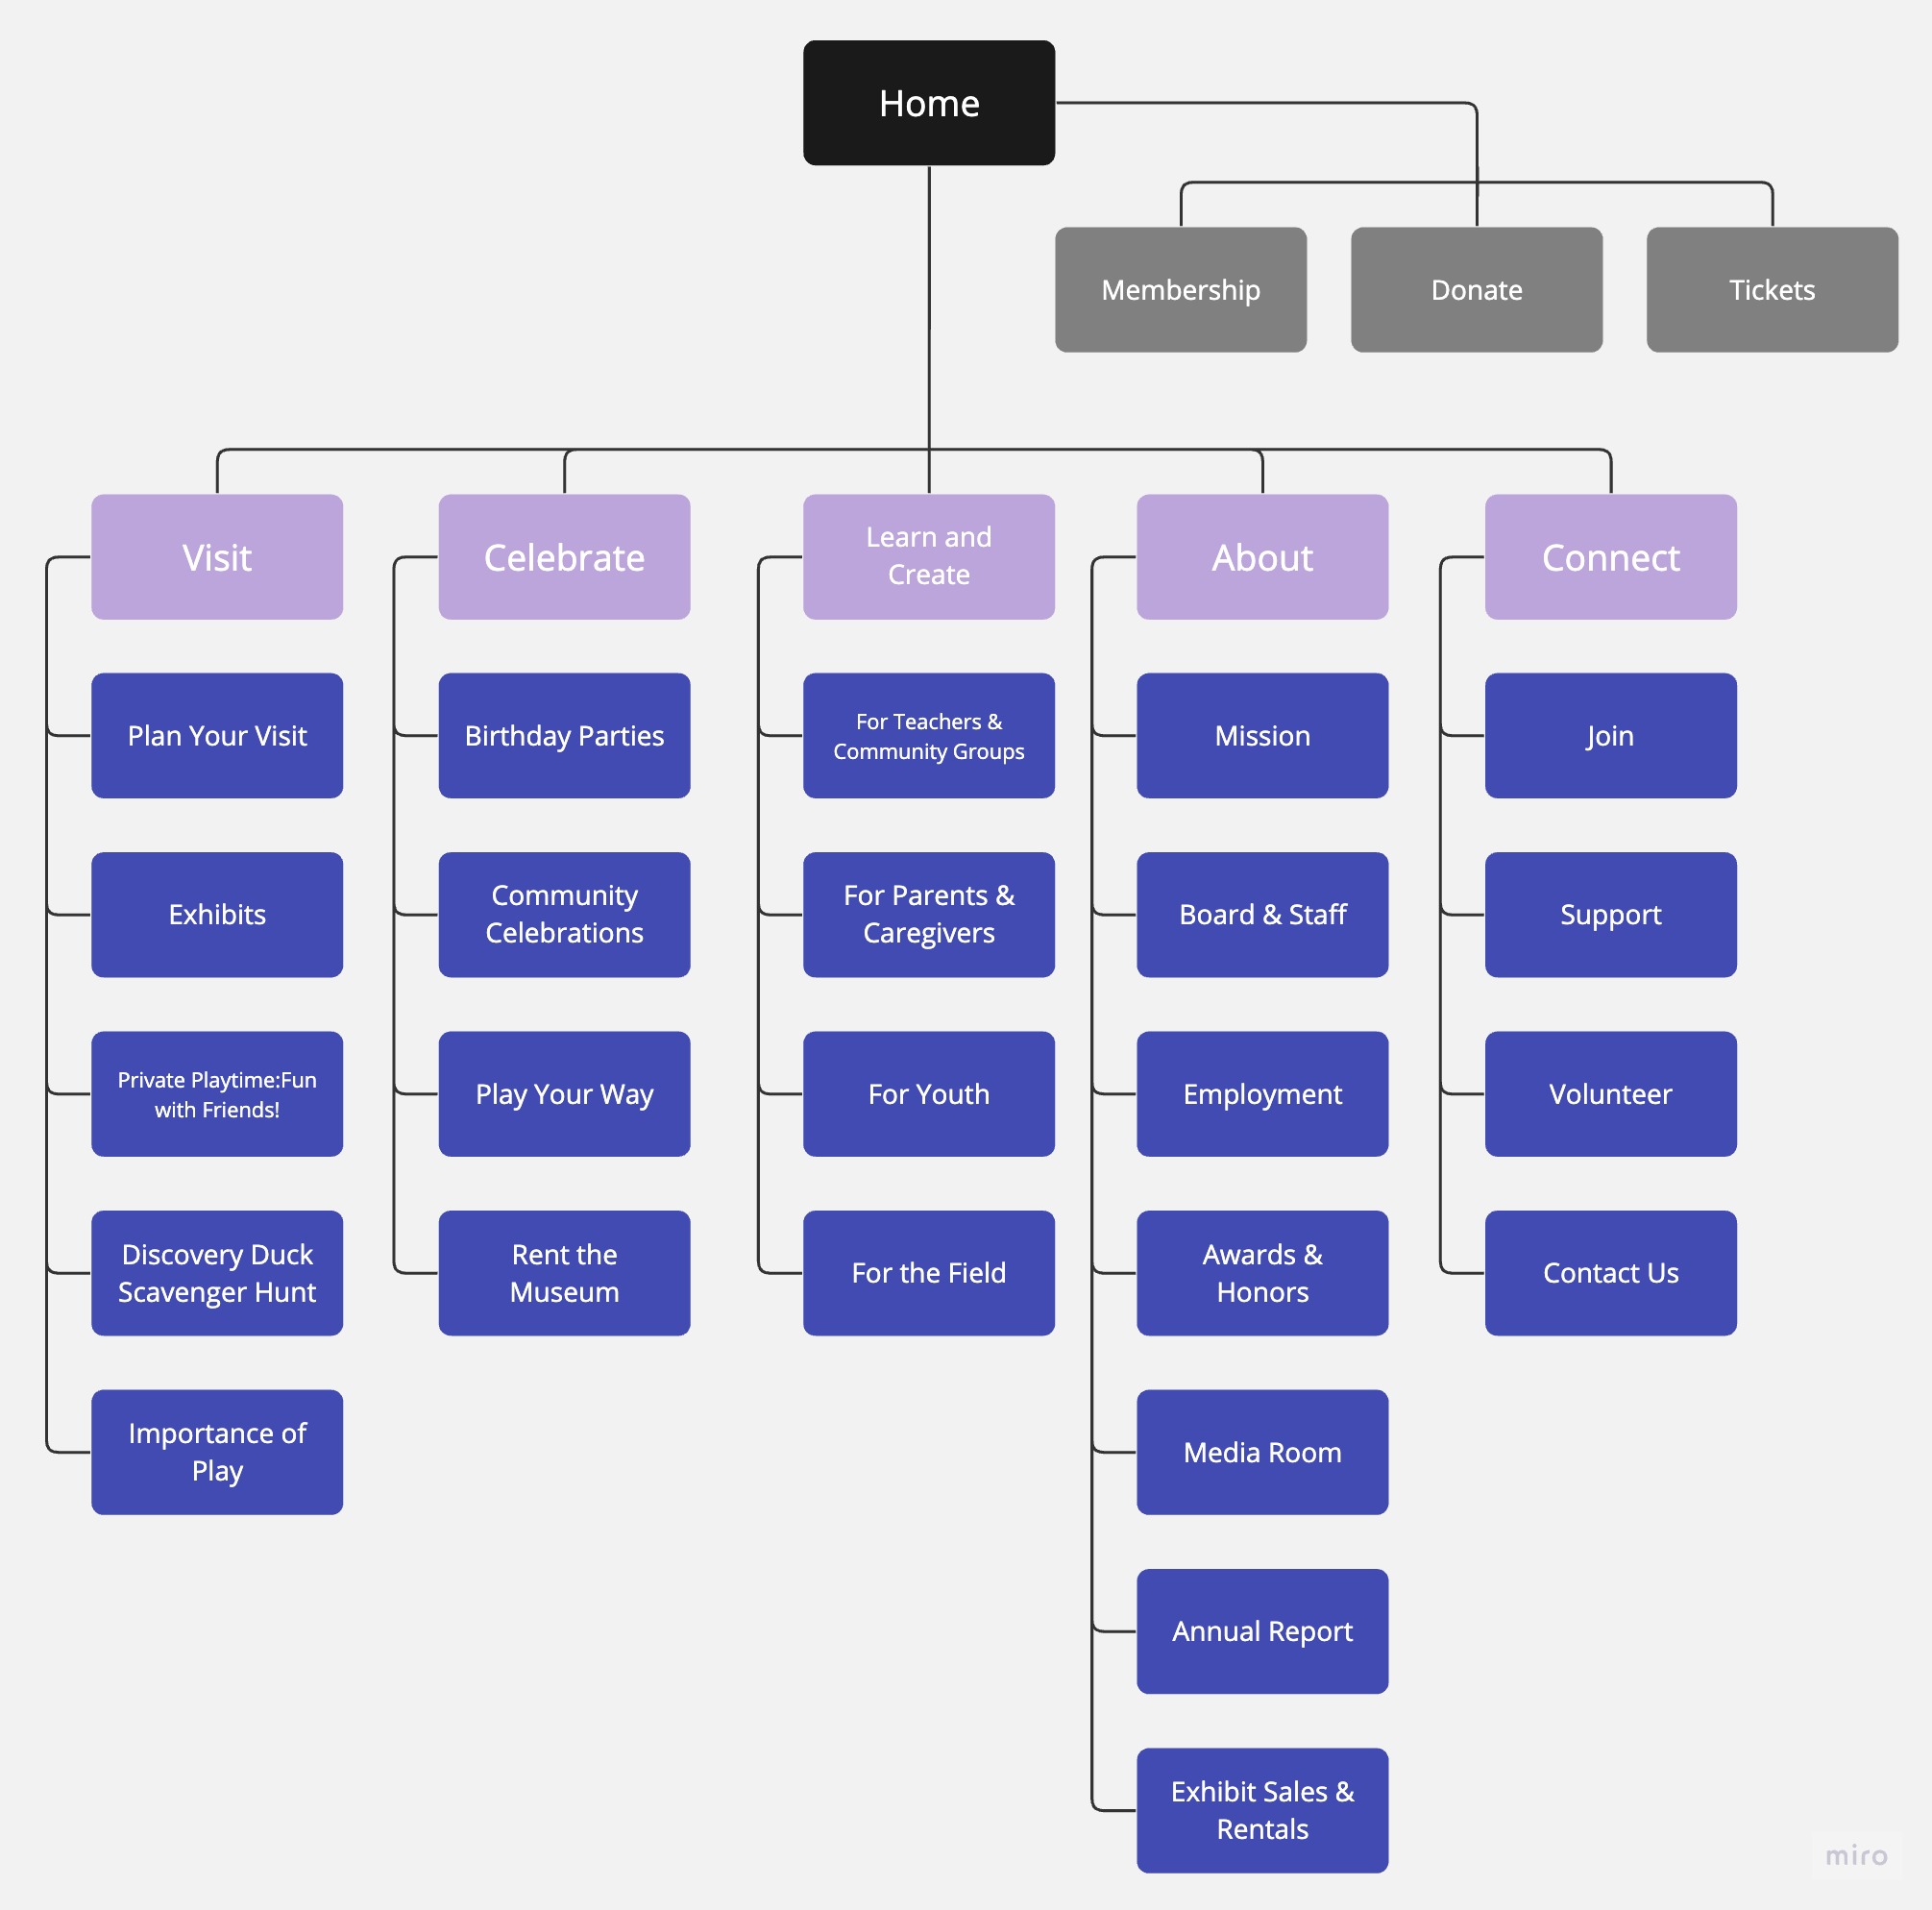 Home
Membership
Donate
Tickets
Visit
Celebrate
Learn and
Create
About
Connect
Plan Your Visit
Birthday Parties
For Teachers &
Community Groups
Mission
Join
Exhibits
Community
Celebrations
For Parents &
Caregivers
Board & Staff
Support
Private Playtime:Fun
with Friends!
Play Your Way
For Youth
Employment
Volunteer
Discovery Duck
Scavenger Hunt
Rent the
Museum
For the Field
Awards &
Honors
Contact Us
Importance of
Play
Media Room
Annual Report
Exhibit Sales &
Rentals
miro